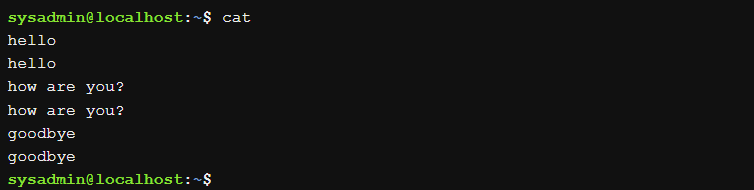 sysadmin@localhost:~$ cat
hello
hello
how are you?
how are you?
goodbye
goodbye
sysadmin@localhost:~$